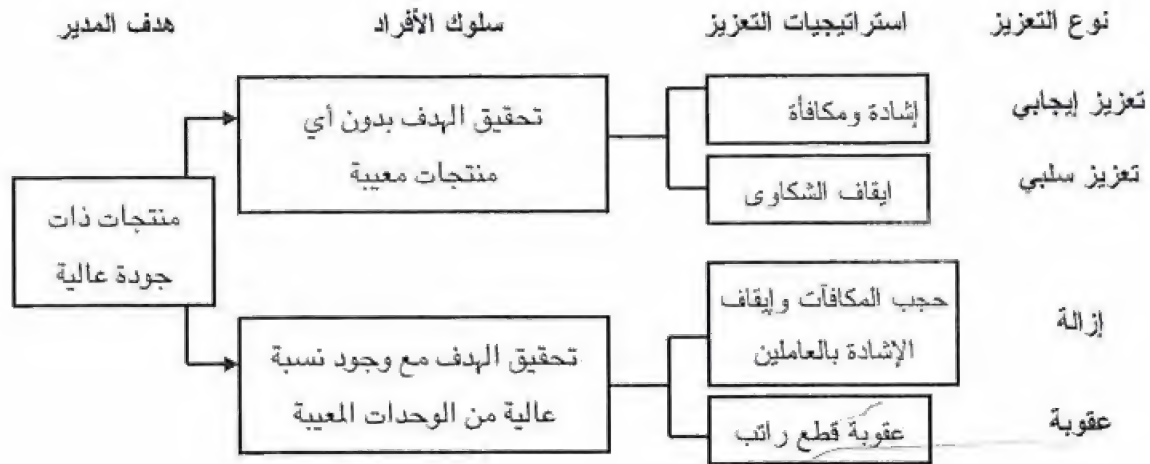 نوع التعزيز
استراتيجيات التعزيز
سلوك الأفراد
هدف المدير
تعزيز إيجابي
إشادة ومكافأة
تحقيق الهدف بدون أي
منتجات معيبة
تعزيز سلبي
ايقاف الشكاوى
منتجات ذات
جودة عالية
إزالة
حجب المكافآت وإيقاف
الإشادة بالعاملين
تحقيق الهدف مع وجود نسبة
عالية من الوحدات المعيبة
عقوبة
عقوبة قطع راتب